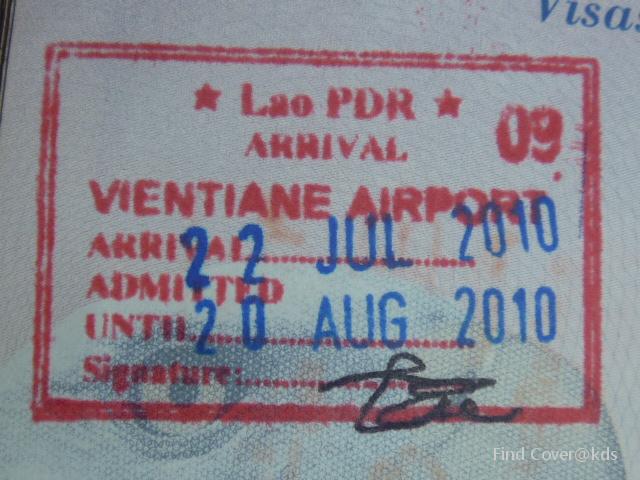 Visas
★ Lao PDR ★
ARRIVAL 09
VIENTIANE AIRPORT
ARRIVAL 22 JUL 2010
ADMITTED
UNTIL 20 AUG 2010
Signature:
Find Cover@kds